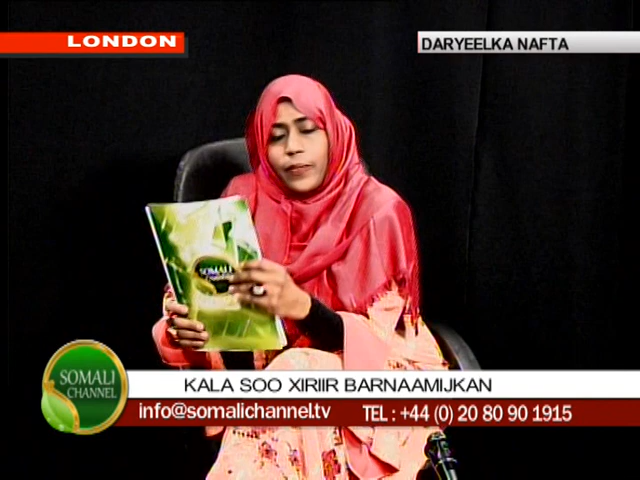 LONDON
DARYEELKA NAFTA
SOMALI
SOMALI
CHANNEL
KALA SOO XIRIIR BARNAAMIJKAN
info@somalichannel.tv TEL : +44 (0) 20 80 90 1915